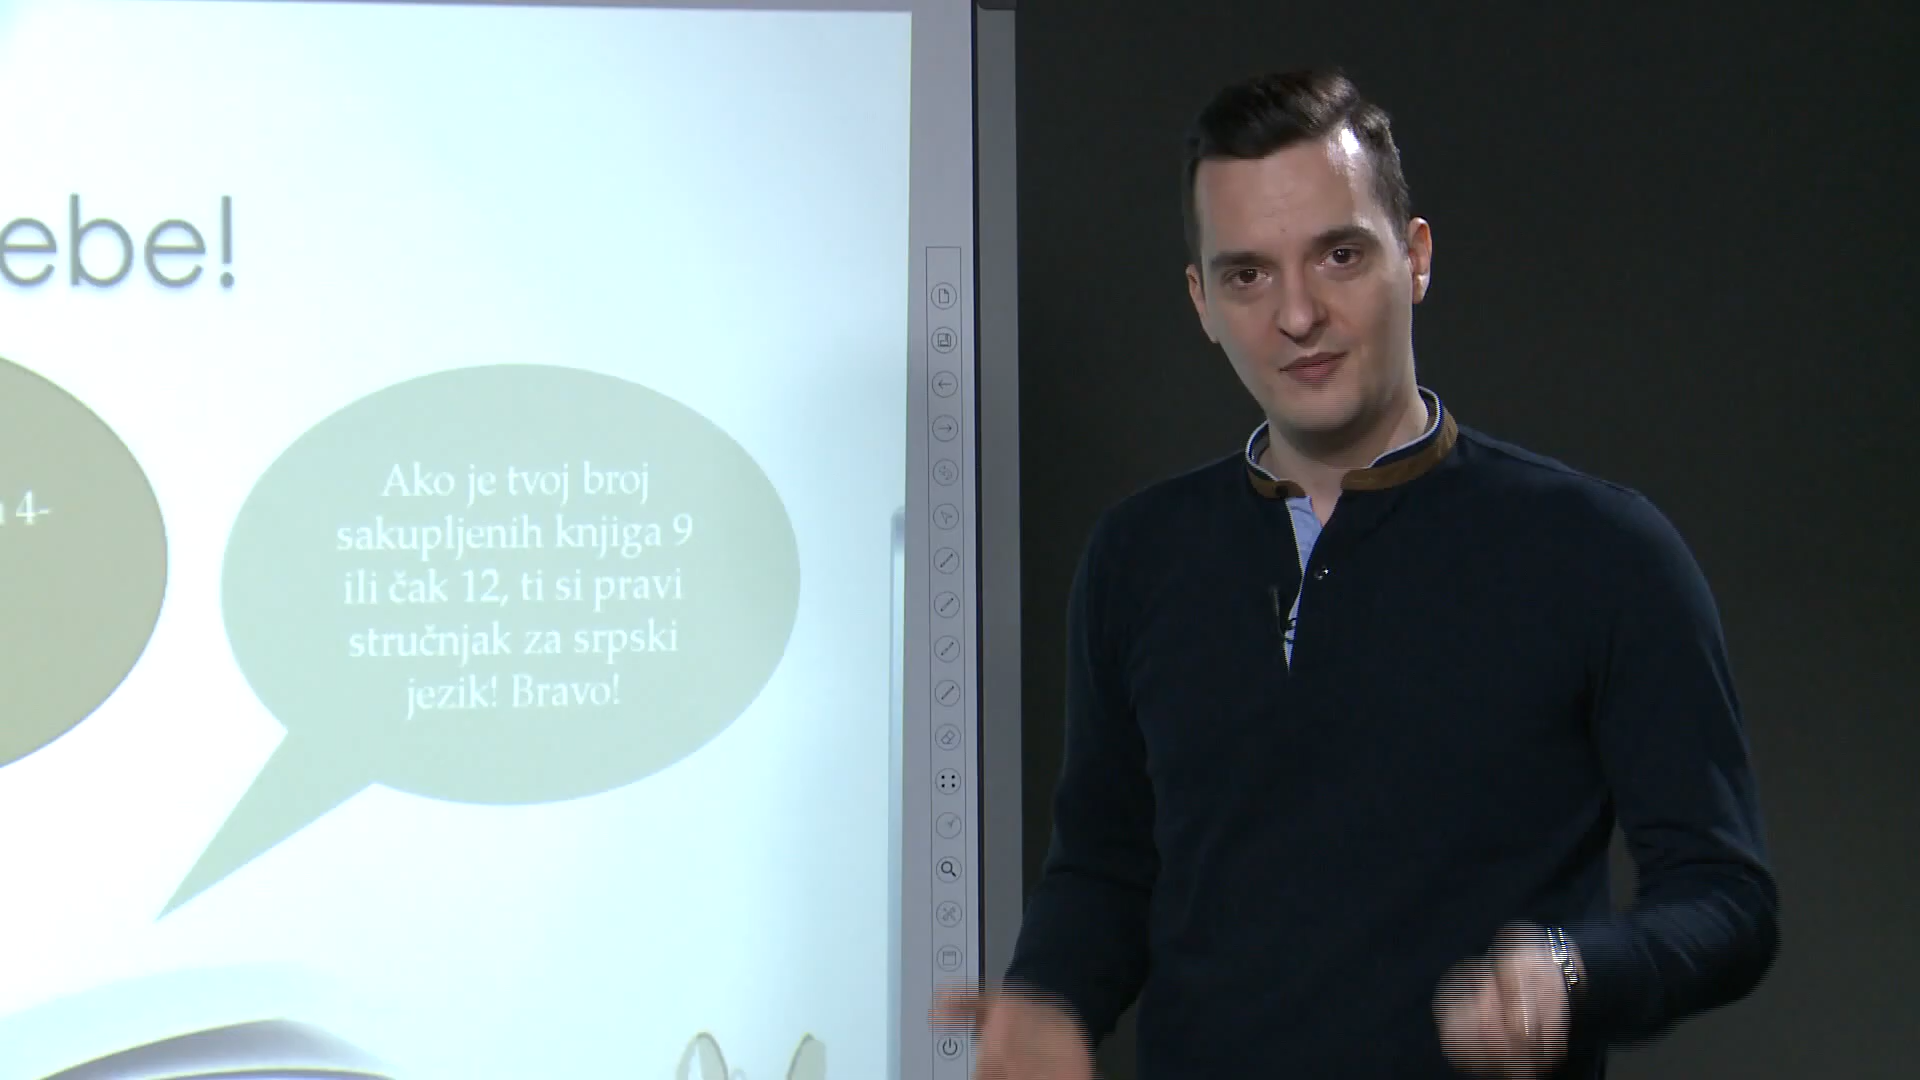 ebe!
4-
Ako je tvoj broj
sakupljenih knjiga 9
ili čak 12, ti si pravi
stručnjak za srpski
jezik! Bravo!